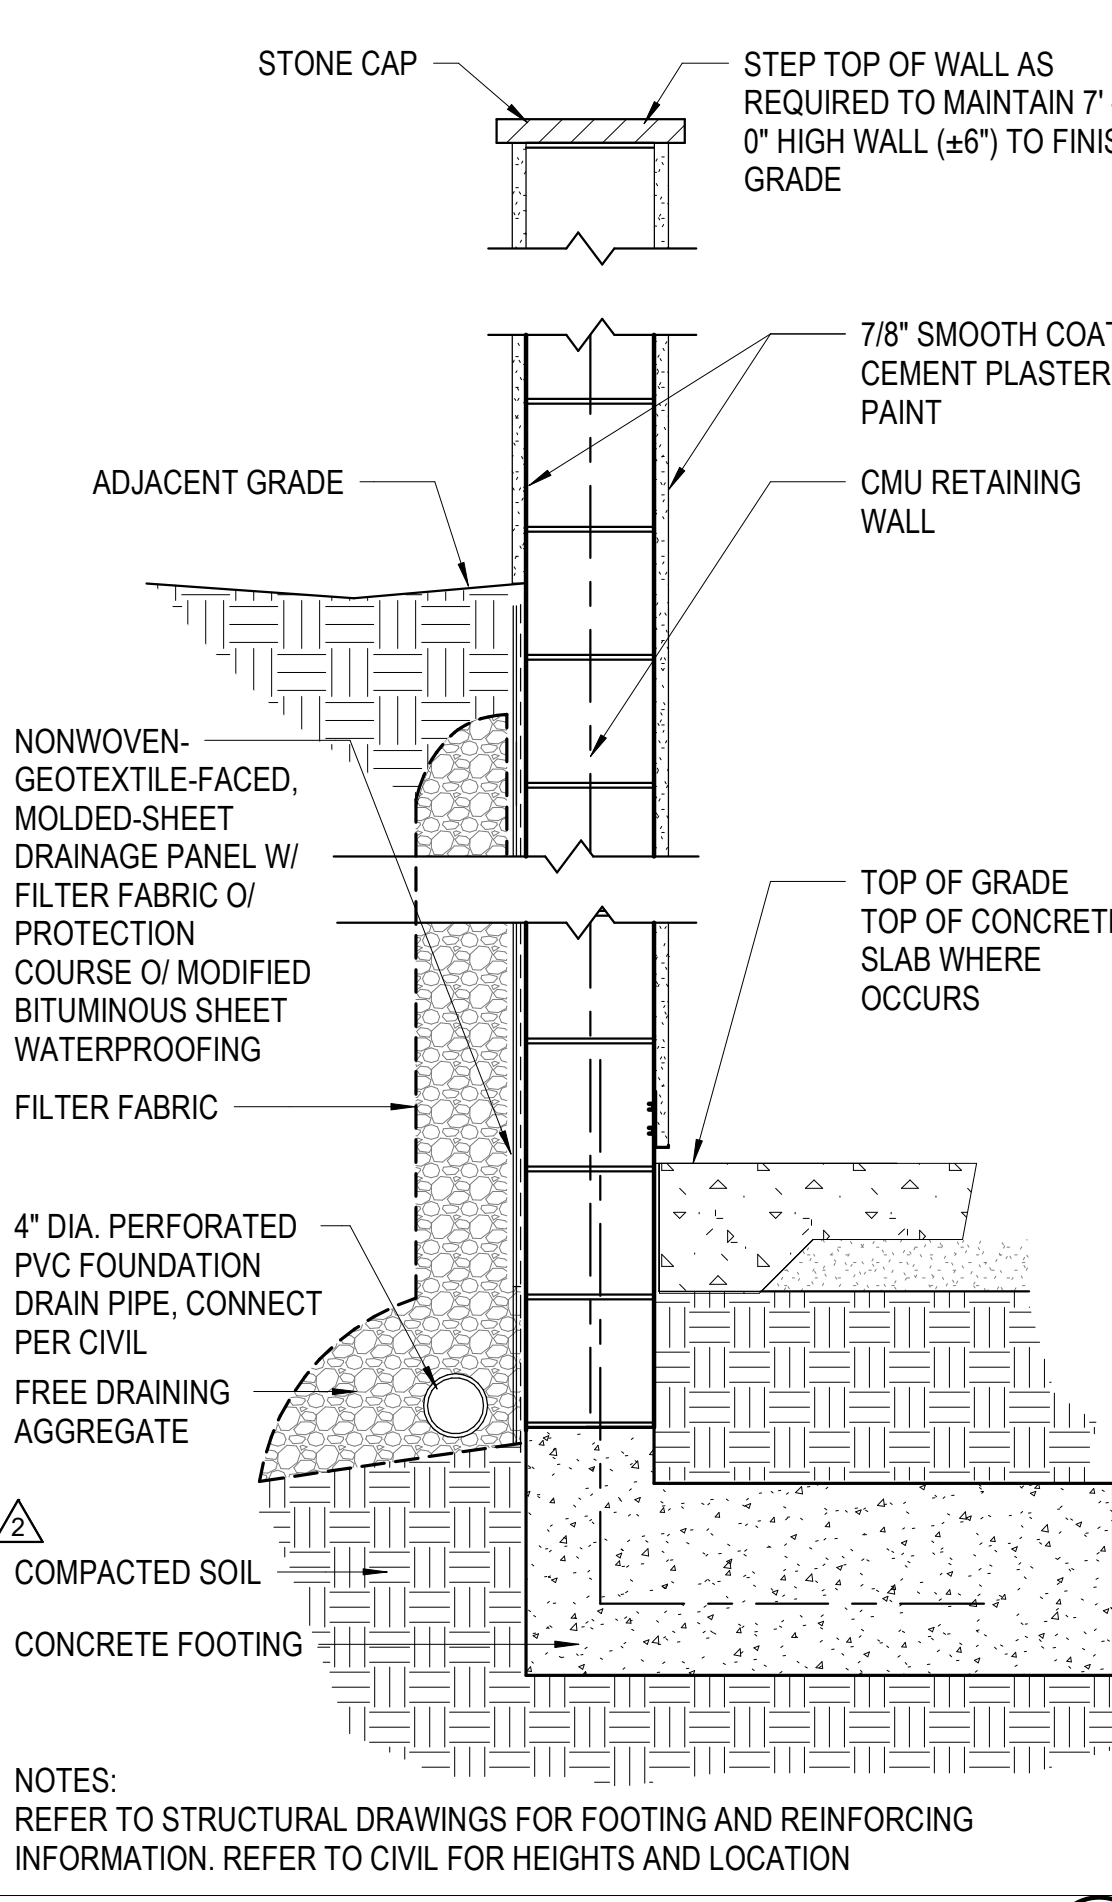 STONE CAP
STEP TOP OF WALL AS
REQUIRED TO MAINTAIN 7'
0" HIGH WALL (±6") TO
GRADE
7/8" SMOOTH
CEMENT PLASTER
PAINT
ADJACENT GRADE
CMU RETAINING
WALL
NONWOVEN-
GEOTEXTILE-FACED,
MOLDED-SHEET
DRAINAGE PANEL W/
FILTER FABRIC O/
PROTECTION
COURSE O/ MODIFIED
BITUMINOUS SHEET
WATERPROOFING
TOP OF GRADE
TOP OF
SLAB WHERE
OCCURS
FILTER FABRIC
4" DIA. PERFORATED
PVC FOUNDATION
DRAIN PIPE, CONNECT
PER CIVIL
FREE DRAINING
AGGREGATE
2
COMPACTED SOIL
CONCRETE FOOTING
NOTES:
REFER TO STRUCTURAL DRAWINGS FOR FOOTING AND REINFORCING
INFORMATION. REFER TO CIVIL FOR HEIGHTS AND LOCATION